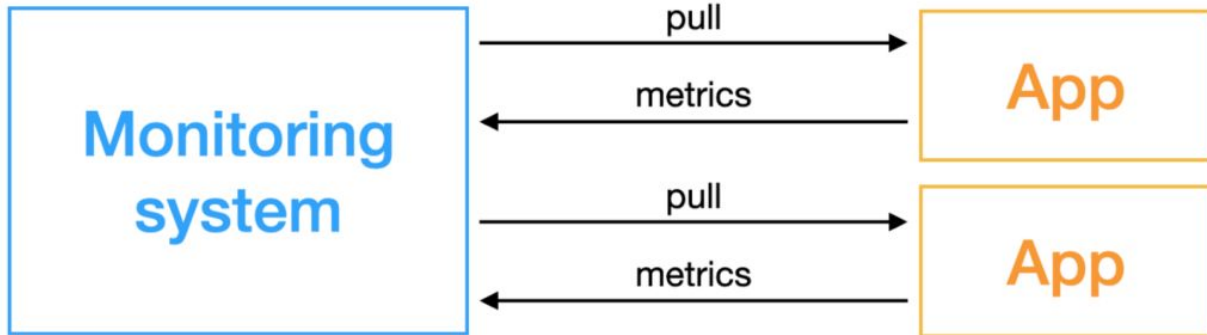 Monitoring
system
pull
metrics
App
pull
metrics
App